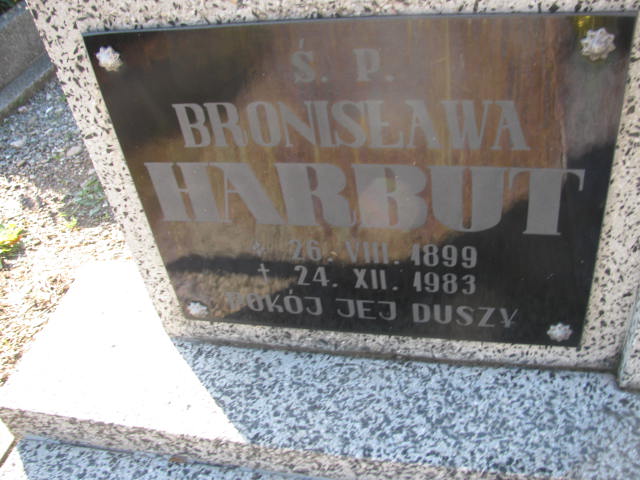 Ś. P.
BRONISŁAWA
HARBUT
* 26. VIII. 1899
+ 24. XII. 1983
POKÓJ JEJ DUSZY